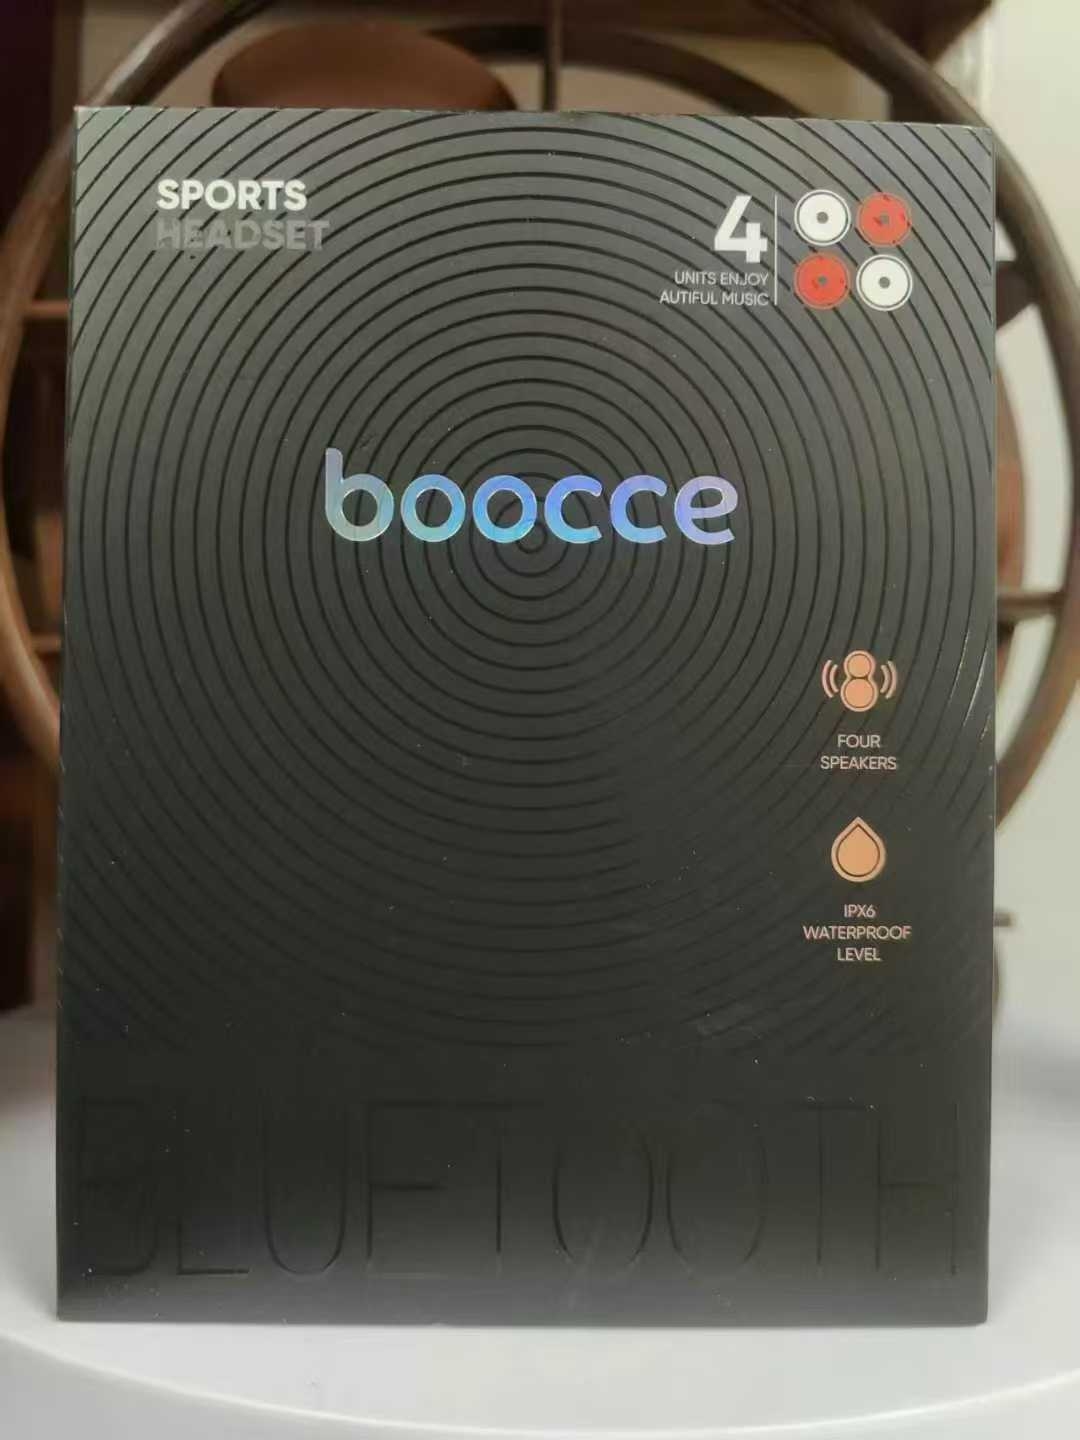 SPORTS
HEADSET
4
UNITS ENJOY
AUTIFUL MUSIC
boocce
FOUR
SPEAKERS
IPX6
WATERPROOF
LEVEL
BLUETOOTH